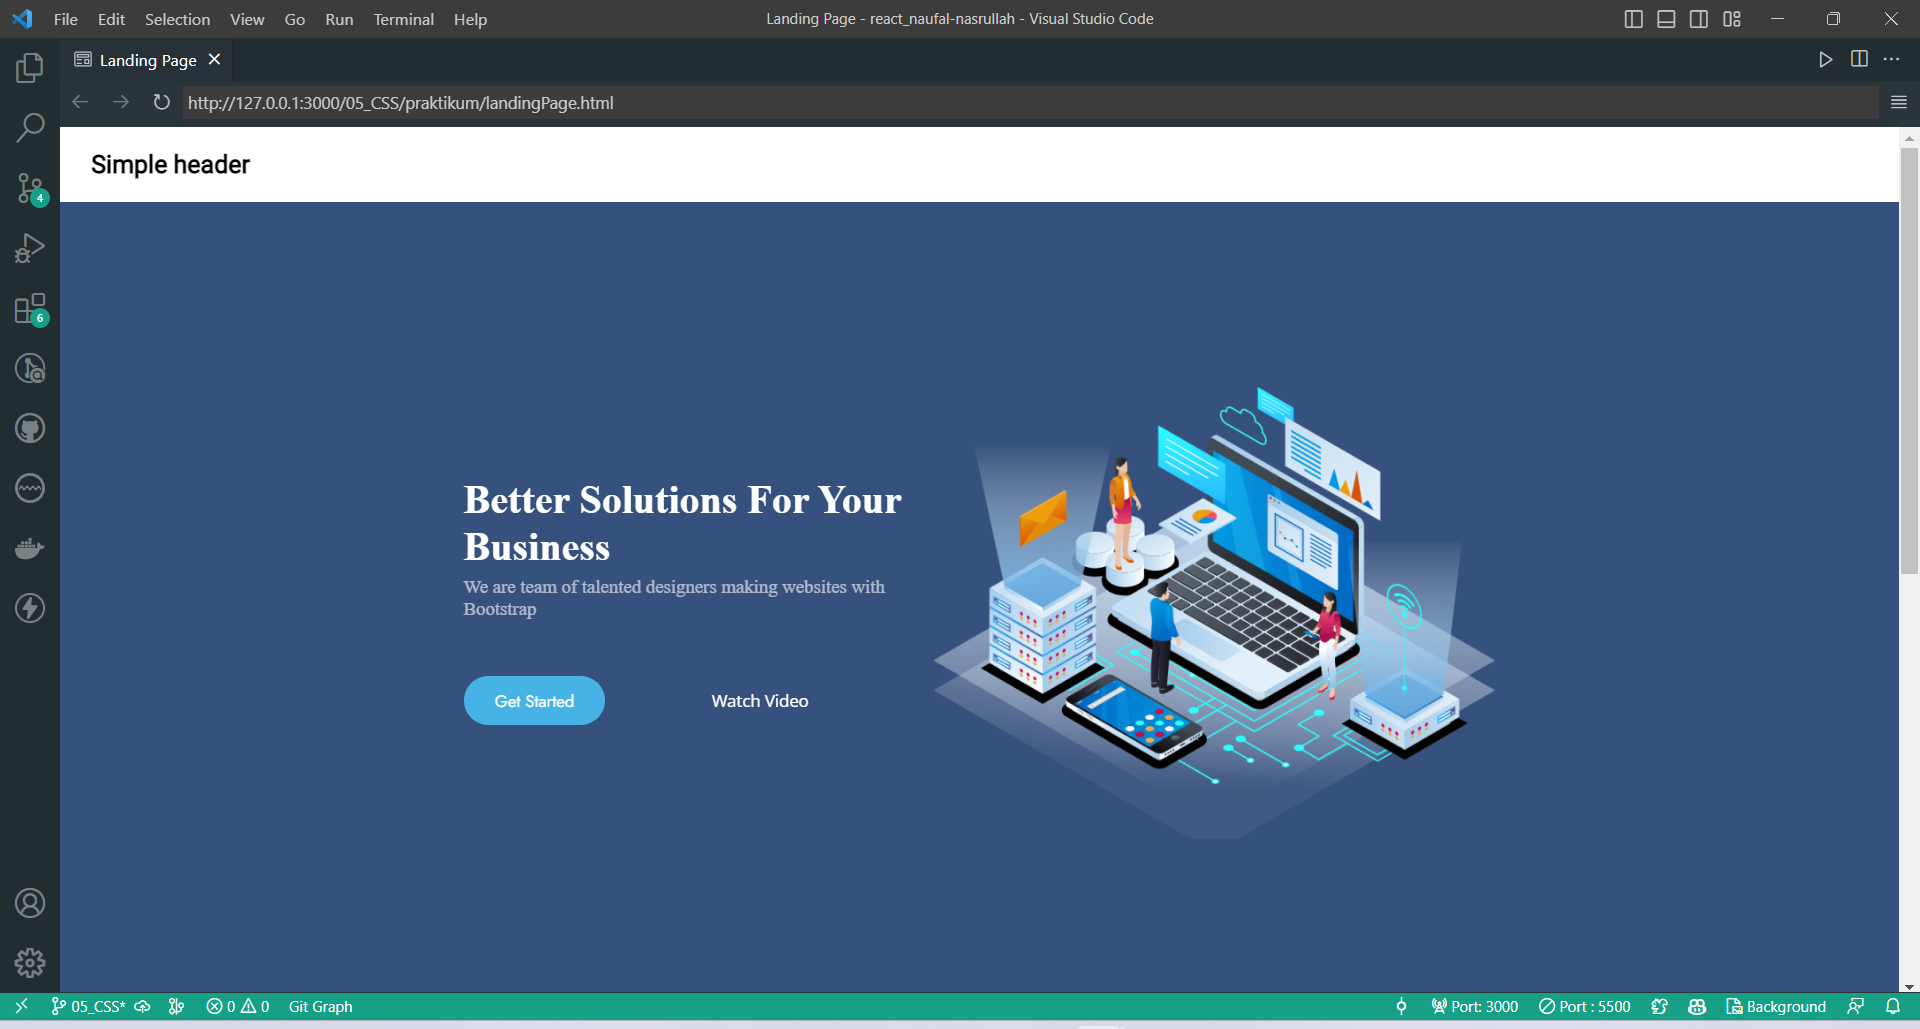 File Edit Selection View Go Run Terminal Help
Landing Page - react_naufal-nasrullah - Visual Studio Code
Landing Page
http://127.0.0.1:3000/05_CSS/praktikum/landingPage.html
Simple header
4
6
Better Solutions For Your
Business
We are team of talented designers making websites with
Bootstrap
Get Started
Watch Video
05_CSS* 0 0 Git Graph
Port: 3000 Port : 5500 Background